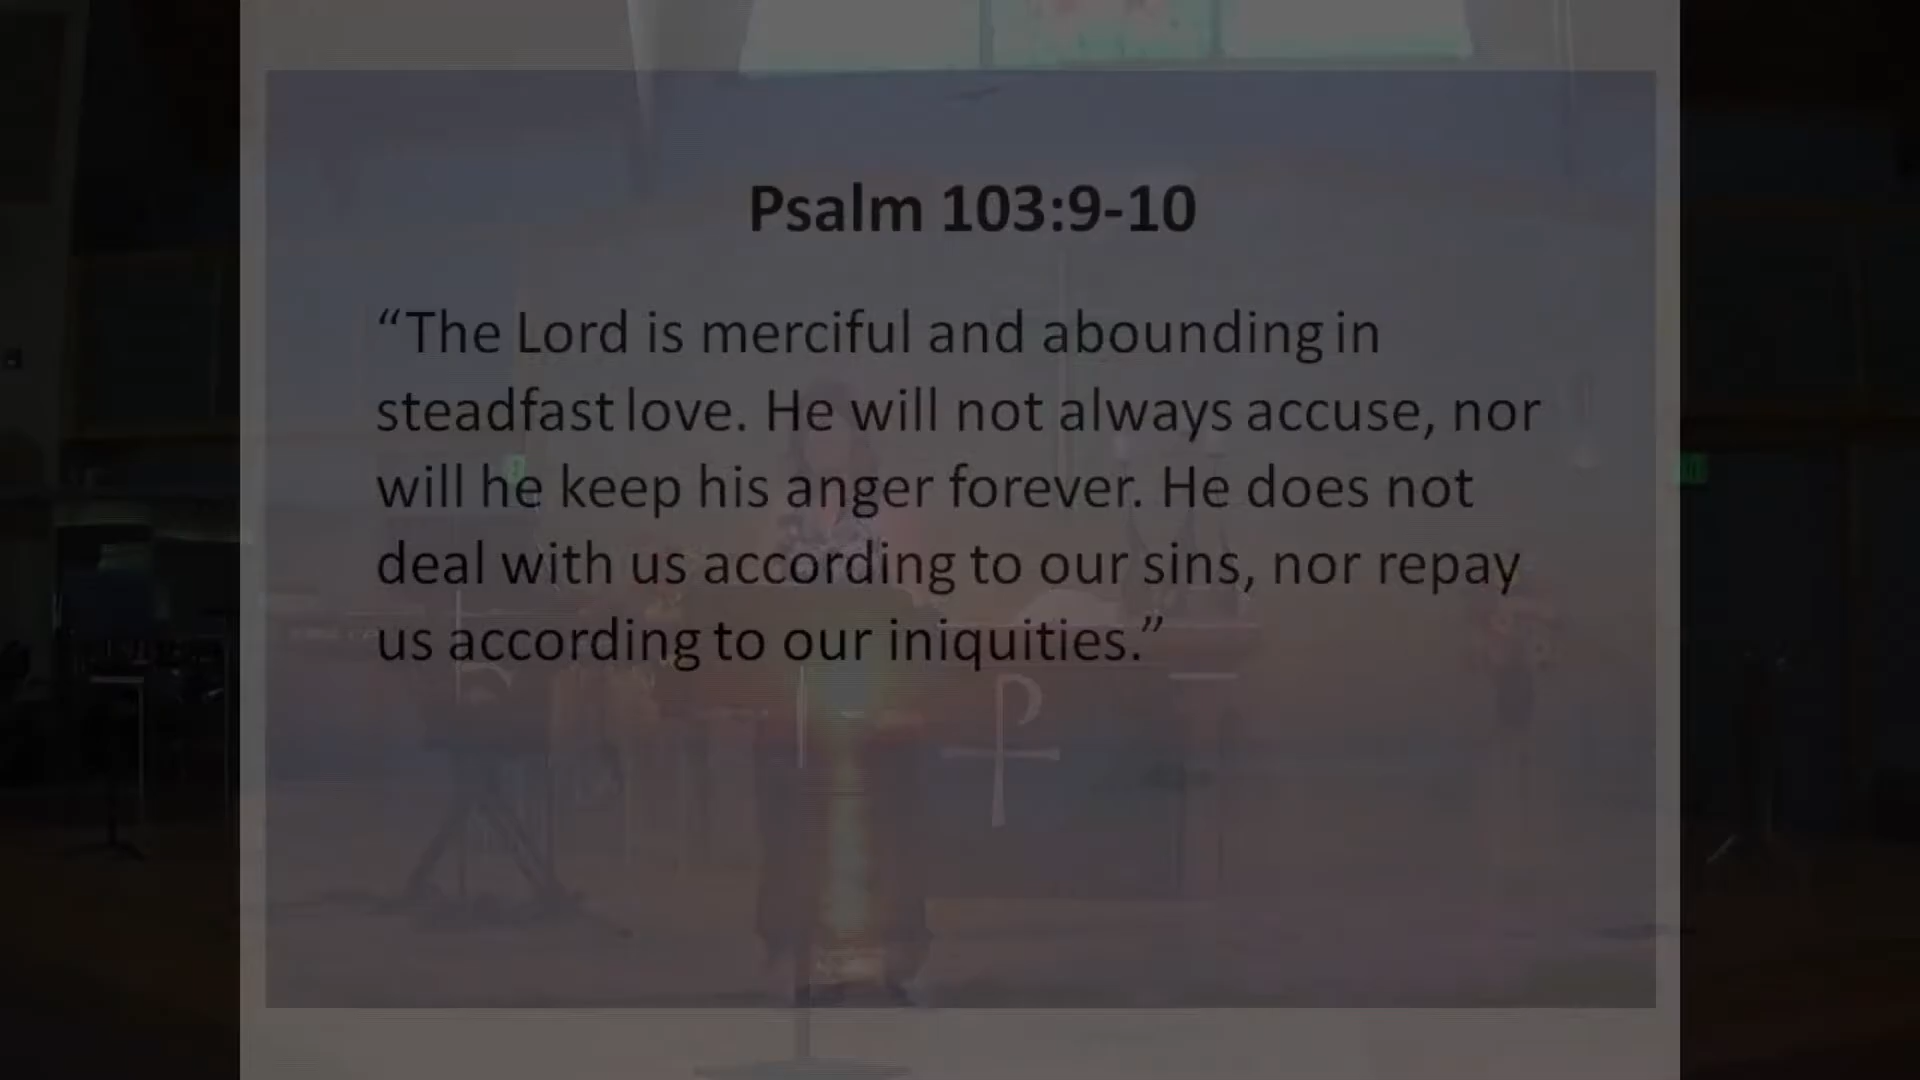 Psalm 103:9-10
“The Lord is merciful and abounding in
steadfast love. He will not always accuse, nor
will he keep his anger forever. He does not
deal with us according to our sins, nor repay
us according to our iniquities.”